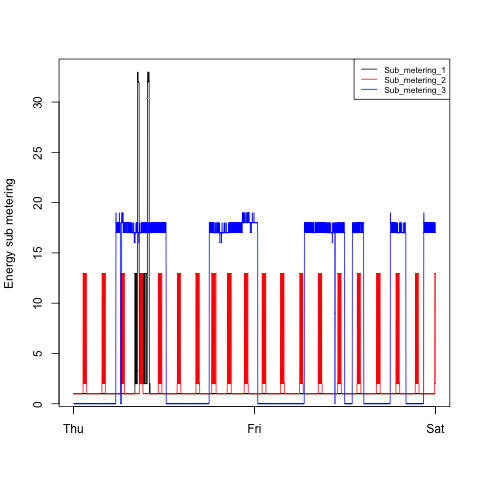 Sub_metering_1
Sub_metering_2
Sub_metering_3
Energy sub metering
30
25
20
15
10
5
0
Thu Fri Sat